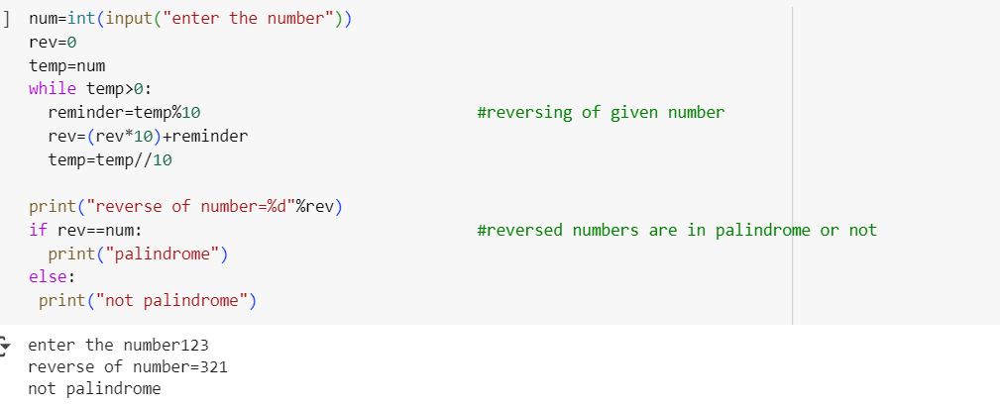 ] num=int(input("enter the number"))
rev=0
temp=num
while temp>0:
  reminder=temp%10 #reversing of given number
  rev=(rev*10)+reminder
  temp=temp//10
print("reverse of number=%d"%rev)
if rev==num: #reversed numbers are in palindrome or not
  print("palindrome")
else:
 print("not palindrome")
enter the number123
reverse of number=321
not palindrome